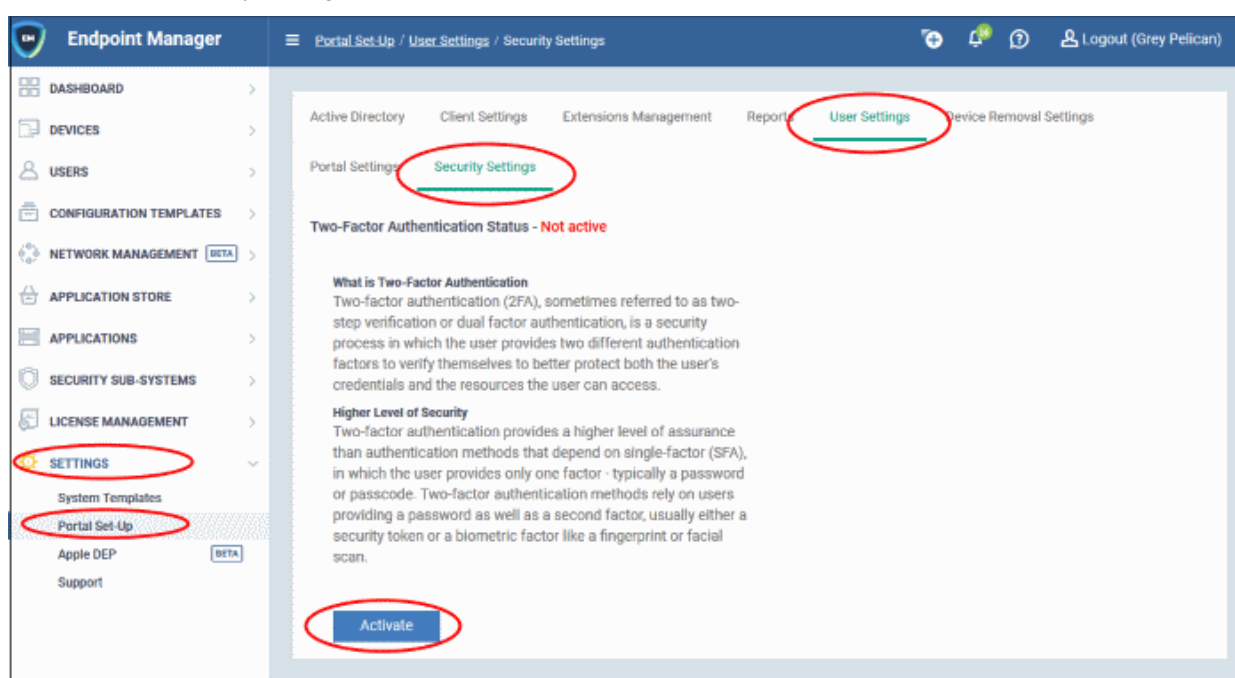 Endpoint Manager
Portal Set-Up / User Settings / Security Settings
Logout (Grey Pelican)
DASHBOARD
DEVICES
USERS
CONFIGURATION TEMPLATES
NETWORK MANAGEMENT BETA
APPLICATION STORE
APPLICATIONS
SECURITY SUB-SYSTEMS
LICENSE MANAGEMENT
SETTINGS
System Templates
Portal Set-Up
Apple DEP BETA
Support
Active Directory Client Settings Extensions Management Reports User Settings Device Removal Settings
Portal Settings Security Settings
Two-Factor Authentication Status - Not active
What is Two-Factor Authentication
Two-factor authentication (2FA), sometimes referred to as two-
step verification or dual factor authentication, is a security
process in which the user provides two different authentication
factors to verify themselves to better protect both the user's
credentials and the resources the user can access.
Higher Level of Security
Two-factor authentication provides a higher level of assurance
than authentication methods that depend on single-factor (SFA),
in which the user provides only one factor - typically a password
or passcode. Two-factor authentication methods rely on users
providing a password as well as a second factor, usually either a
security token or a biometric factor like a fingerprint or facial
scan.
Activate